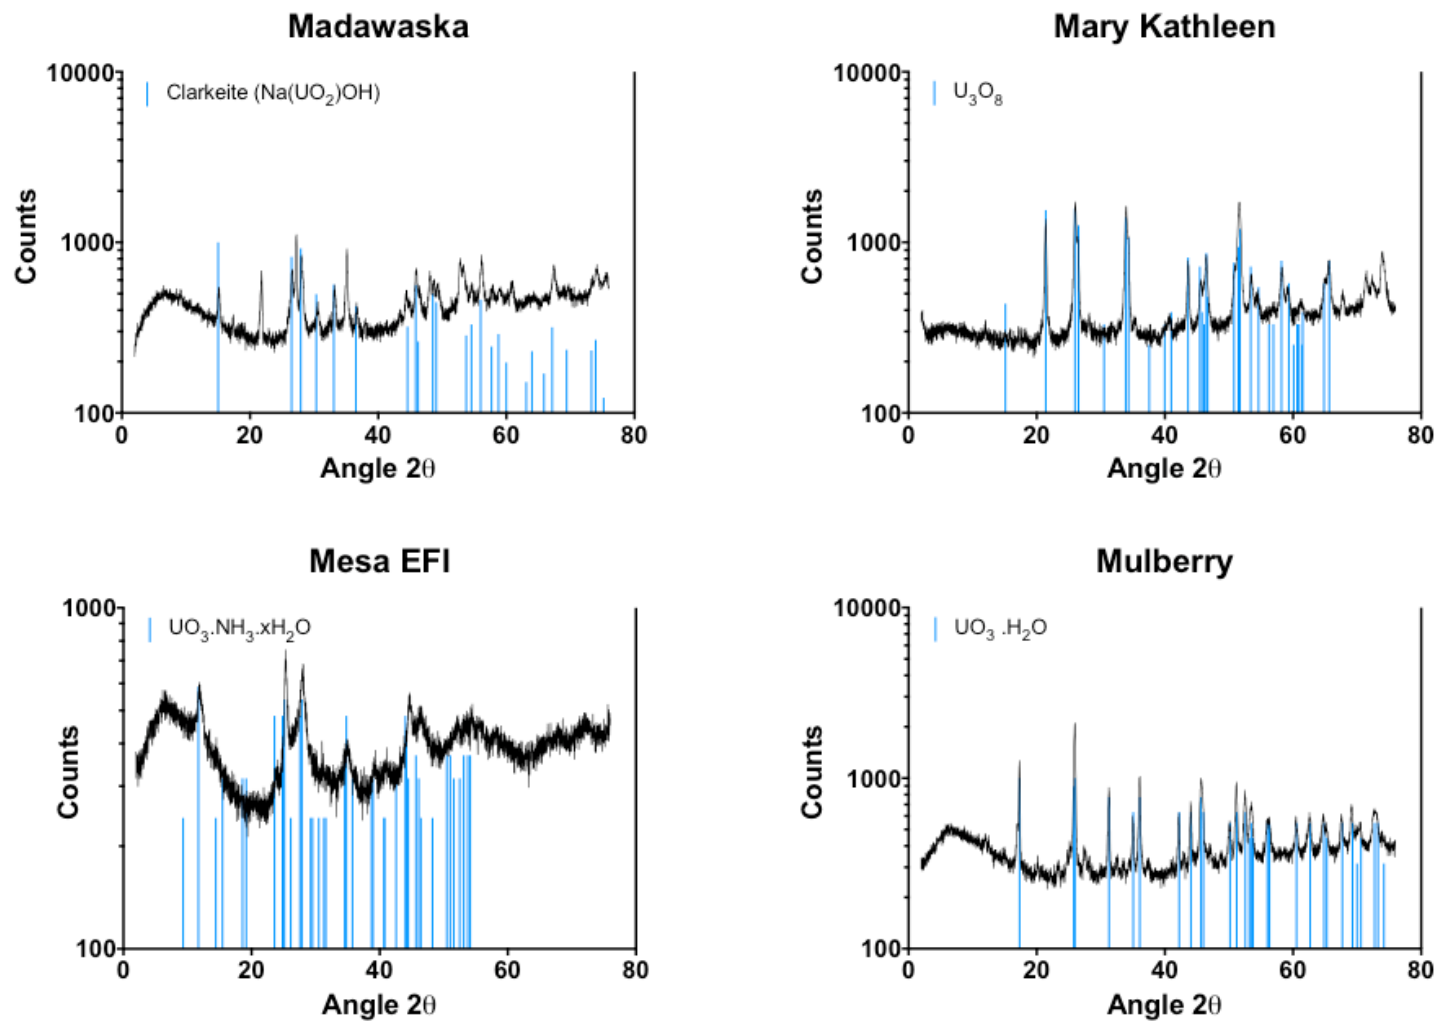 Madawaska
Clarkeite (Na(UO₂)OH)
Counts
10000
1000
100
0 20 40 60 80
Angle 2θ
Mary Kathleen
U₃O₈
Counts
10000
1000
100
0 20 40 60 80
Angle 2θ
Mesa EFI
UO₃.NH₃.xH₂O
Counts
1000
100
0 20 40 60 80
Angle 2θ
Mulberry
UO₃ .H₂O
Counts
10000
1000
100
0 20 40 60 80
Angle 2θ